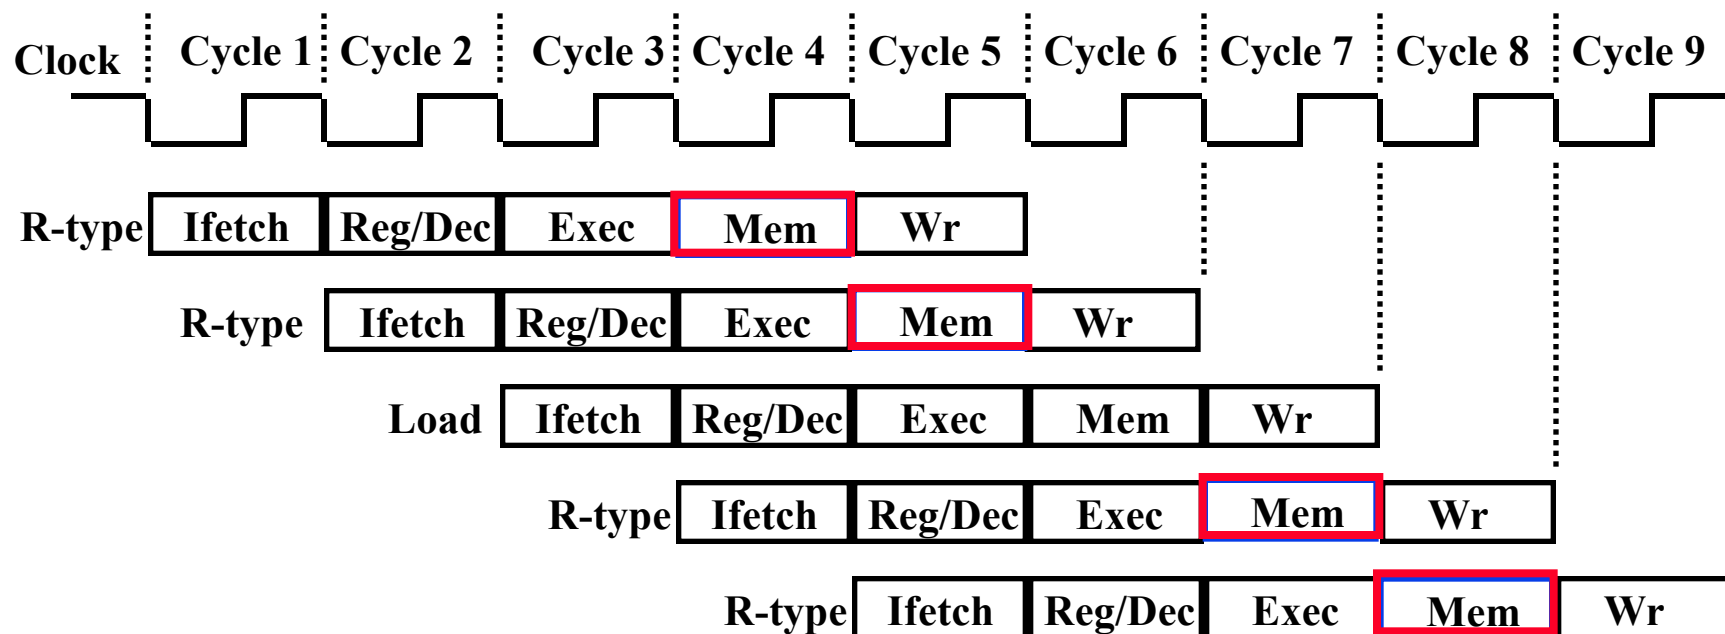 Clock Cycle 1 Cycle 2 Cycle 3 Cycle 4 Cycle 5 Cycle 6 Cycle 7 Cycle 8 Cycle 9
R-type Ifetch Reg/Dec Exec Mem Wr
R-type Ifetch Reg/Dec Exec Mem Wr
Load Ifetch Reg/Dec Exec Mem Wr
R-type Ifetch Reg/Dec Exec Mem Wr
R-type Ifetch Reg/Dec Exec Mem Wr